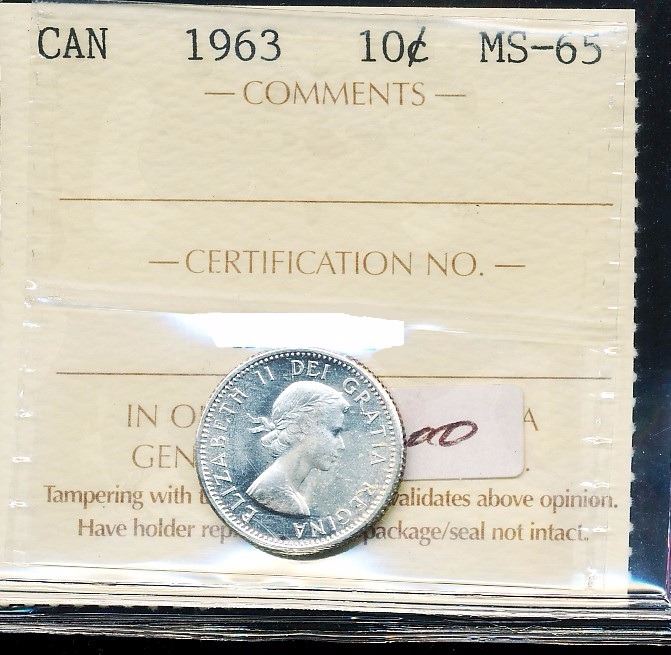 CAN 1963 10¢ MS-65
— COMMENTS —
— CERTIFICATION NO. —
IN O A
GEN .
Tampering with t validates above opinion.
Have holder rep package/seal not intact.
ELIZABETH II DEI GRATIA REGINA